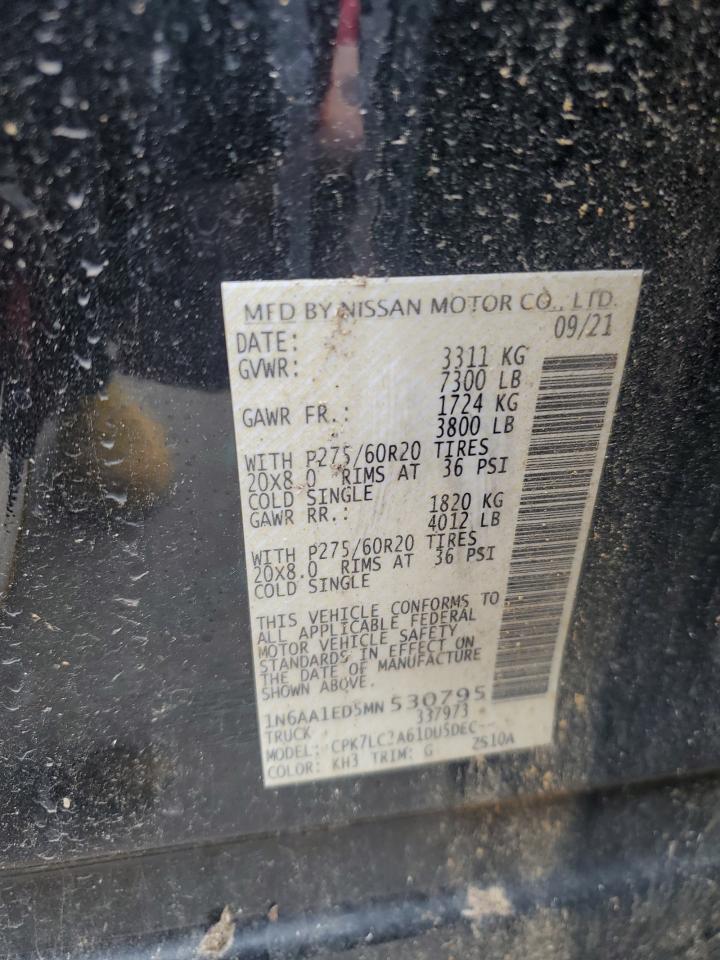 MFD BY NISSAN MOTOR CO., LTD.
DATE: 09/21
GVWR: 3311 KG
7300 LB
GAWR FR.: 1724 KG
3800 LB
WITH P275/60R20 TIRES
20X8.0 RIMS AT 36 PSI
COLD SINGLE
GAWR RR.: 1820 KG
4012 LB
WITH P275/60R20 TIRES
20X8.0 RIMS AT 36 PSI
COLD SINGLE
THIS VEHICLE CONFORMS TO
ALL APPLICABLE FEDERAL
MOTOR VEHICLE SAFETY
STANDARDS IN EFFECT ON
THE DATE OF MANUFACTURE
SHOWN ABOVE.
1N6AA1ED5MN530795
TRUCK 337973
MODEL: CPK7LC2A61DU5DEC--
COLOR: KH3 TRIM: G 2S10A